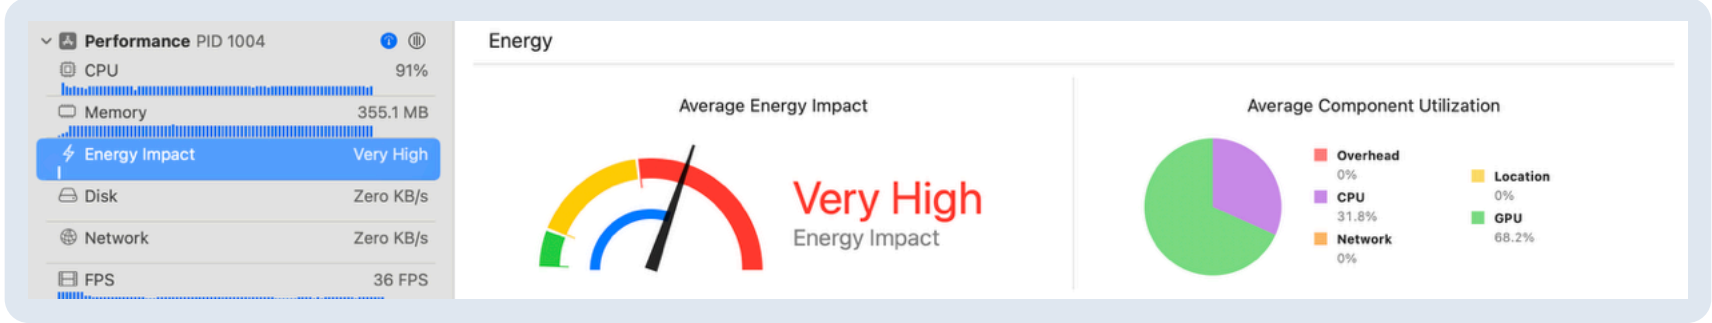 Performance PID 1004
CPU 91%
Memory 355.1 MB
Energy Impact Very High
Disk Zero KB/s
Network Zero KB/s
FPS 36 FPS
Energy
Average Energy Impact
Very High
Energy Impact
Average Component Utilization
Overhead
0%
CPU
31.8%
Network
0%
Location
0%
GPU
68.2%